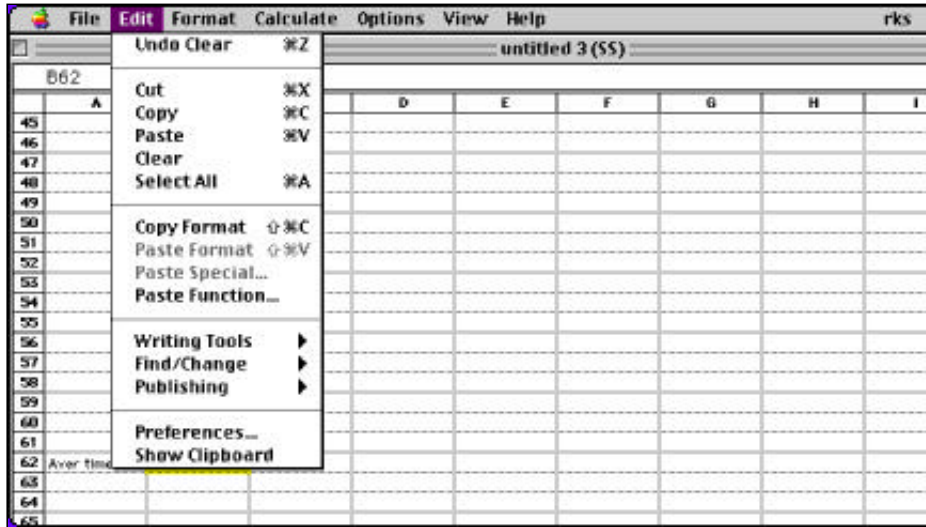 File Edit Format Calculate Options View Help rks
untitled 3 (SS)
B62
A D E F G H I
Undo Clear ⌘Z
Cut ⌘X
Copy ⌘C
Paste ⌘V
Clear
Select All ⌘A
Copy Format ⇧⌘C
Paste Format ⇧⌘V
Paste Special...
Paste Function...
Writing Tools
Find/Change
Publishing
Preferences...
Show Clipboard
45
46
47
48
49
50
51
52
53
54
55
56
57
58
59
60
61
62 Aver time
63
64
65